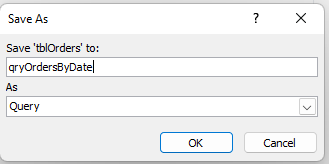 Save As
Save 'tblOrders' to:
qryOrdersByDate
As
Query
OK
Cancel